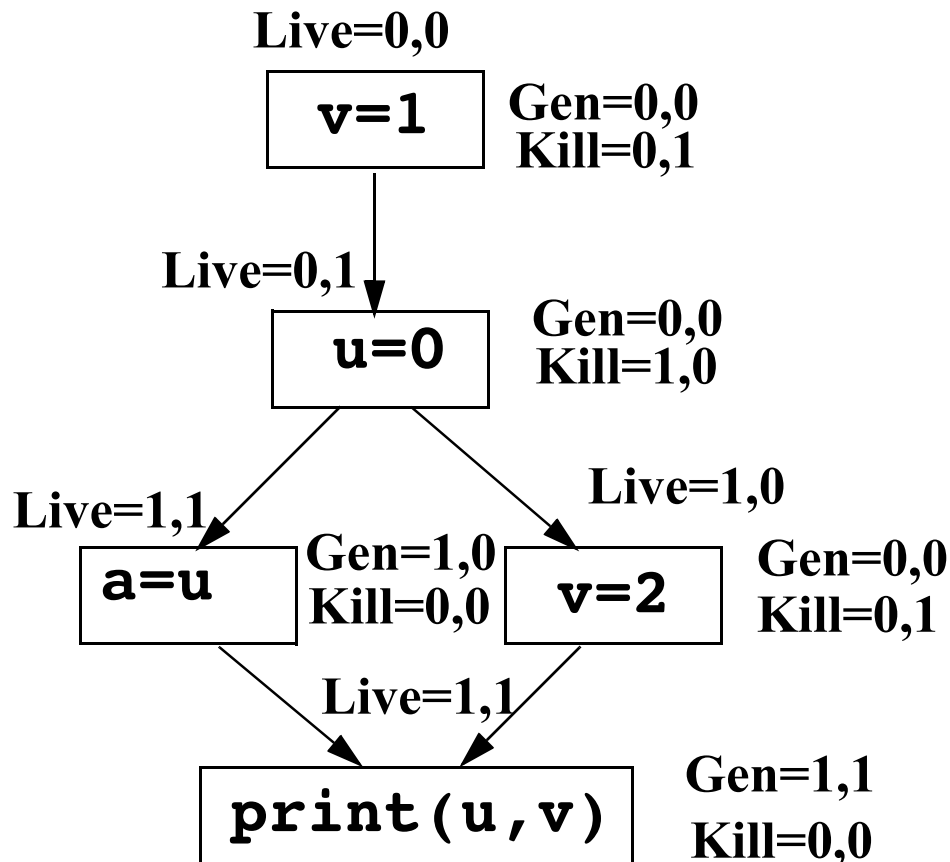 Live=0,0
v=1
Gen=0,0
Kill=0,1
Live=0,1
u=0
Gen=0,0
Kill=1,0
Live=1,1
Live=1,0
a=u
Gen=1,0
Kill=0,0
v=2
Gen=0,0
Kill=0,1
Live=1,1
print(u,v)
Gen=1,1
Kill=0,0